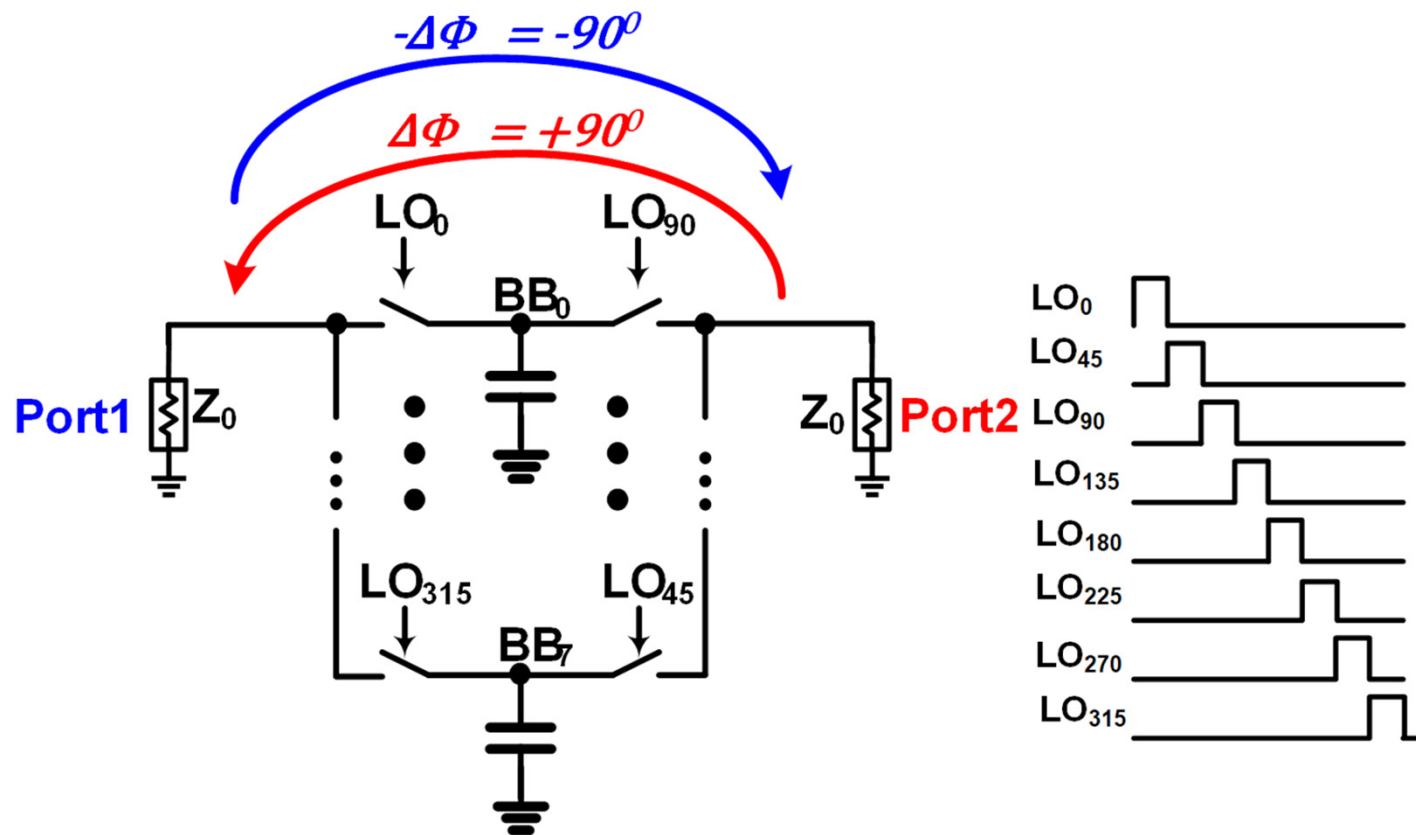 -ΔΦ = -90⁰
ΔΦ = +90⁰
LO₀
LO₉₀
BB₀
Port1
Z₀
Z₀
Port2
LO₃₁₅
LO₄₅
BB₇
LO₀
LO₄₅
LO₉₀
LO₁₃₅
LO₁₈₀
LO₂₂₅
LO₂₇₀
LO₃₁₅